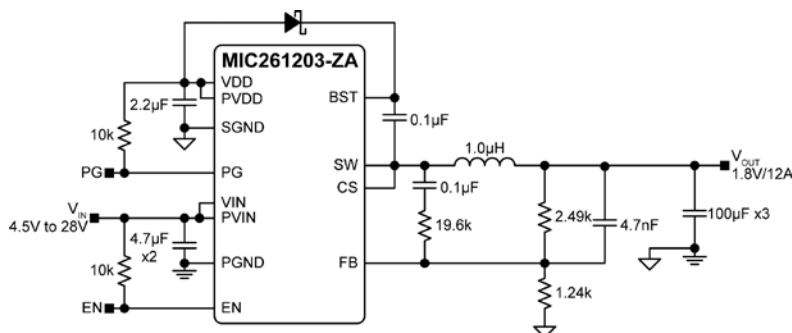 MIC261203-ZA
VDD
PVDD
BST
2.2µF
SGND
0.1µF
10k
1.0µH
PG
PG
SW
CS
VOUT
1.8V/12A
VIN
4.5V to 28V
VIN
PVIN
0.1µF
4.7µF
x2
19.6k
2.49k
4.7nF
100µF x3
10k
PGND
FB
1.24k
EN
EN